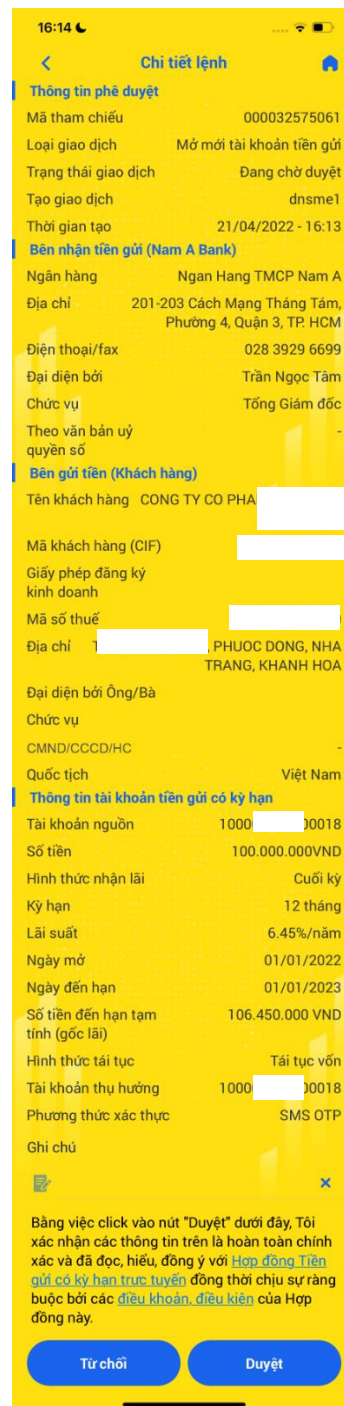 16:14
Chi tiết lệnh
Thông tin phê duyệt
Mã tham chiếu 000032575061
Loại giao dịch Mở mới tài khoản tiền gửi
Trạng thái giao dịch Đang chờ duyệt
Tạo giao dịch dnsme1
Thời gian tạo 21/04/2022 - 16:13
Bên nhận tiền gửi (Nam A Bank)
Ngân hàng Ngan Hang TMCP Nam A
Địa chỉ 201-203 Cách Mạng Tháng Tám,
Phường 4, Quận 3, TP. HCM
Điện thoại/fax 028 3929 6699
Đại diện bởi Trần Ngọc Tâm
Chức vụ Tổng Giám đốc
Theo văn bản uỷ -
quyền số
Bên gửi tiền (Khách hàng)
Tên khách hàng CONG TY CO PHA
Mã khách hàng (CIF)
Giấy phép đăng ký
kinh doanh
Mã số thuế
Địa chỉ , PHUOC DONG, NHA
TRANG, KHANH HOA
Đại diện bởi Ông/Bà
Chức vụ
CMND/CCCD/HC -
Quốc tịch Việt Nam
Thông tin tài khoản tiền gửi có kỳ hạn
Tài khoản nguồn 1000 00018
Số tiền 100.000.000VND
Hình thức nhận lãi Cuối kỳ
Kỳ hạn 12 tháng
Lãi suất 6.45%/năm
Ngày mở 01/01/2022
Ngày đến hạn 01/01/2023
Số tiền đến hạn tạm 106.450.000 VND
tính (gốc lãi)
Hình thức tái tục Tái tục vốn
Tài khoản thụ hưởng 1000 00018
Phương thức xác thực SMS OTP
Ghi chú
Bằng việc click vào nút "Duyệt" dưới đây, Tôi
xác nhận các thông tin trên là hoàn toàn chính
xác và đã đọc, hiểu, đồng ý với Hợp đồng Tiền
gửi có kỳ hạn trực tuyến đồng thời chịu sự ràng
buộc bởi các điều khoản, điều kiện của Hợp
đồng này.
Từ chối
Duyệt